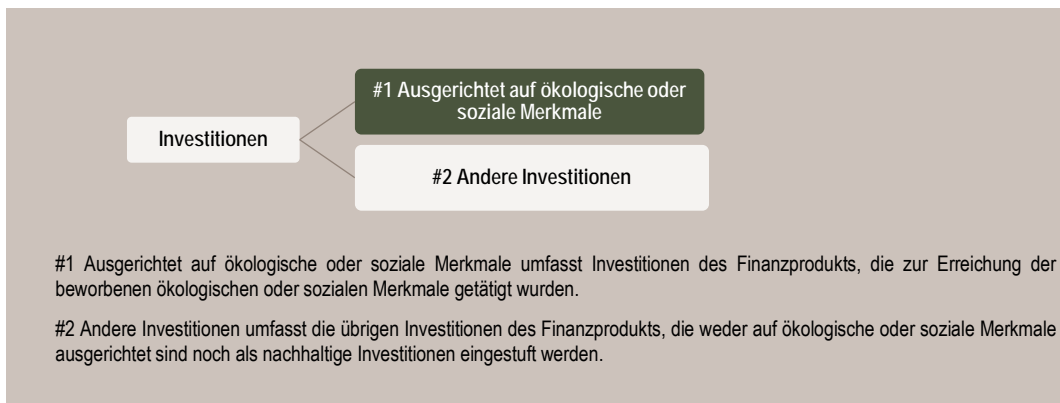 #1 Ausgerichtet auf ökologische oder
soziale Merkmale
Investitionen
#2 Andere Investitionen
#1 Ausgerichtet auf ökologische oder soziale Merkmale umfasst Investitionen des Finanzprodukts, die zur Erreichung der
beworbenen ökologischen oder sozialen Merkmale getätigt wurden.
#2 Andere Investitionen umfasst die übrigen Investitionen des Finanzprodukts, die weder auf ökologische oder soziale Merkmale
ausgerichtet sind noch als nachhaltige Investitionen eingestuft werden.